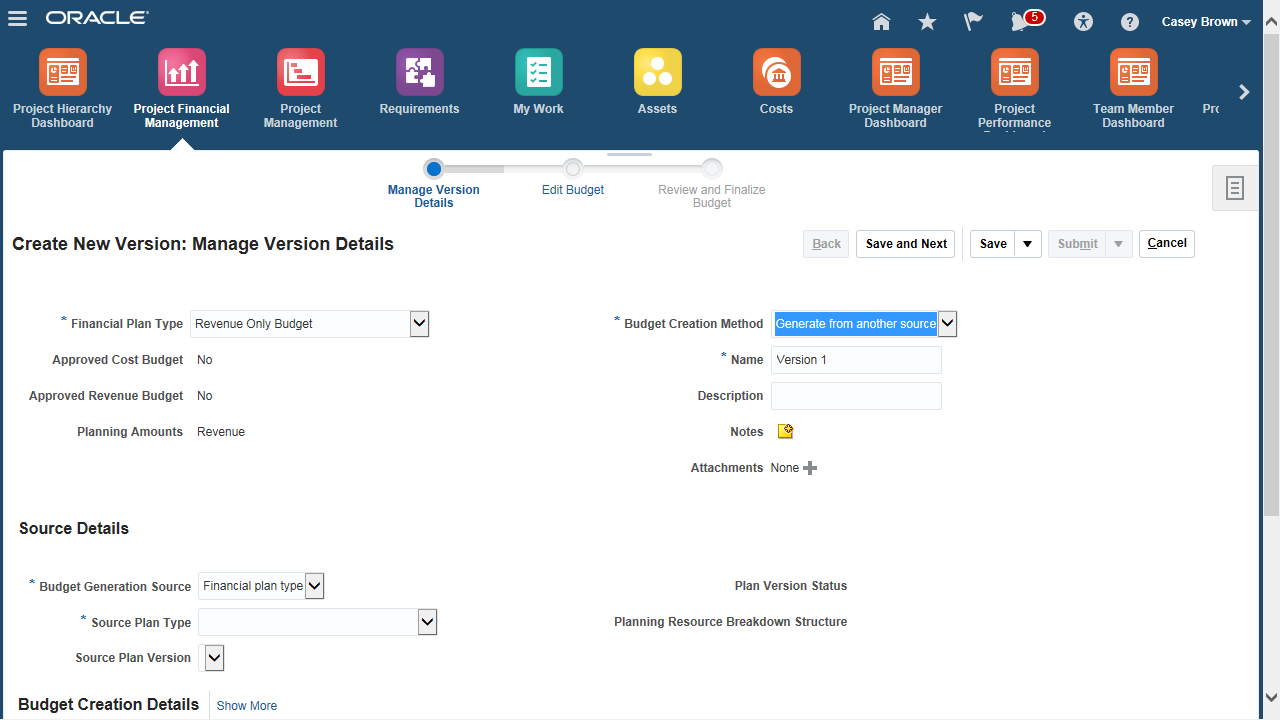 ORACLE
5
Casey Brown
Project Hierarchy
Dashboard
Project Financial
Management
Project
Management
Requirements
My Work
Assets
Costs
Project Manager
Dashboard
Project
Performance
Team Member
Dashboard
Manage Version
Details
Edit Budget
Review and Finalize
Budget
Create New Version: Manage Version Details
Back
Save and Next
Save
Submit
Cancel
* Financial Plan Type Revenue Only Budget
Approved Cost Budget No
Approved Revenue Budget No
Planning Amounts Revenue
* Budget Creation Method Generate from another source
* Name Version 1
Description
Notes
Attachments None
Source Details
* Budget Generation Source Financial plan type
* Source Plan Type
Source Plan Version
Plan Version Status
Planning Resource Breakdown Structure
Budget Creation Details Show More